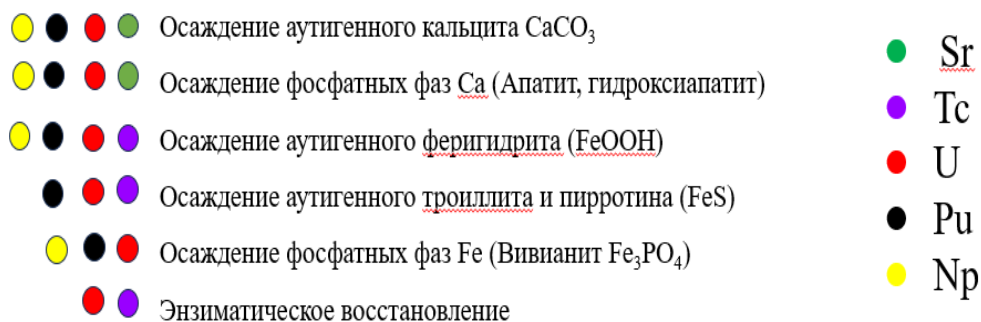 Осаждение аутигенного кальцита CaCO₃
Осаждение фосфатных фаз Ca (Апатит, гидроксиапатит)
Осаждение аутигенного феригидрита (FeOOH)
Осаждение аутигенного троиллита и пирротина (FeS)
Осаждение фосфатных фаз Fe (Вивианит Fe₃PO₄)
Энзиматическое восстановление
Sr
Tc
U
Pu
Np